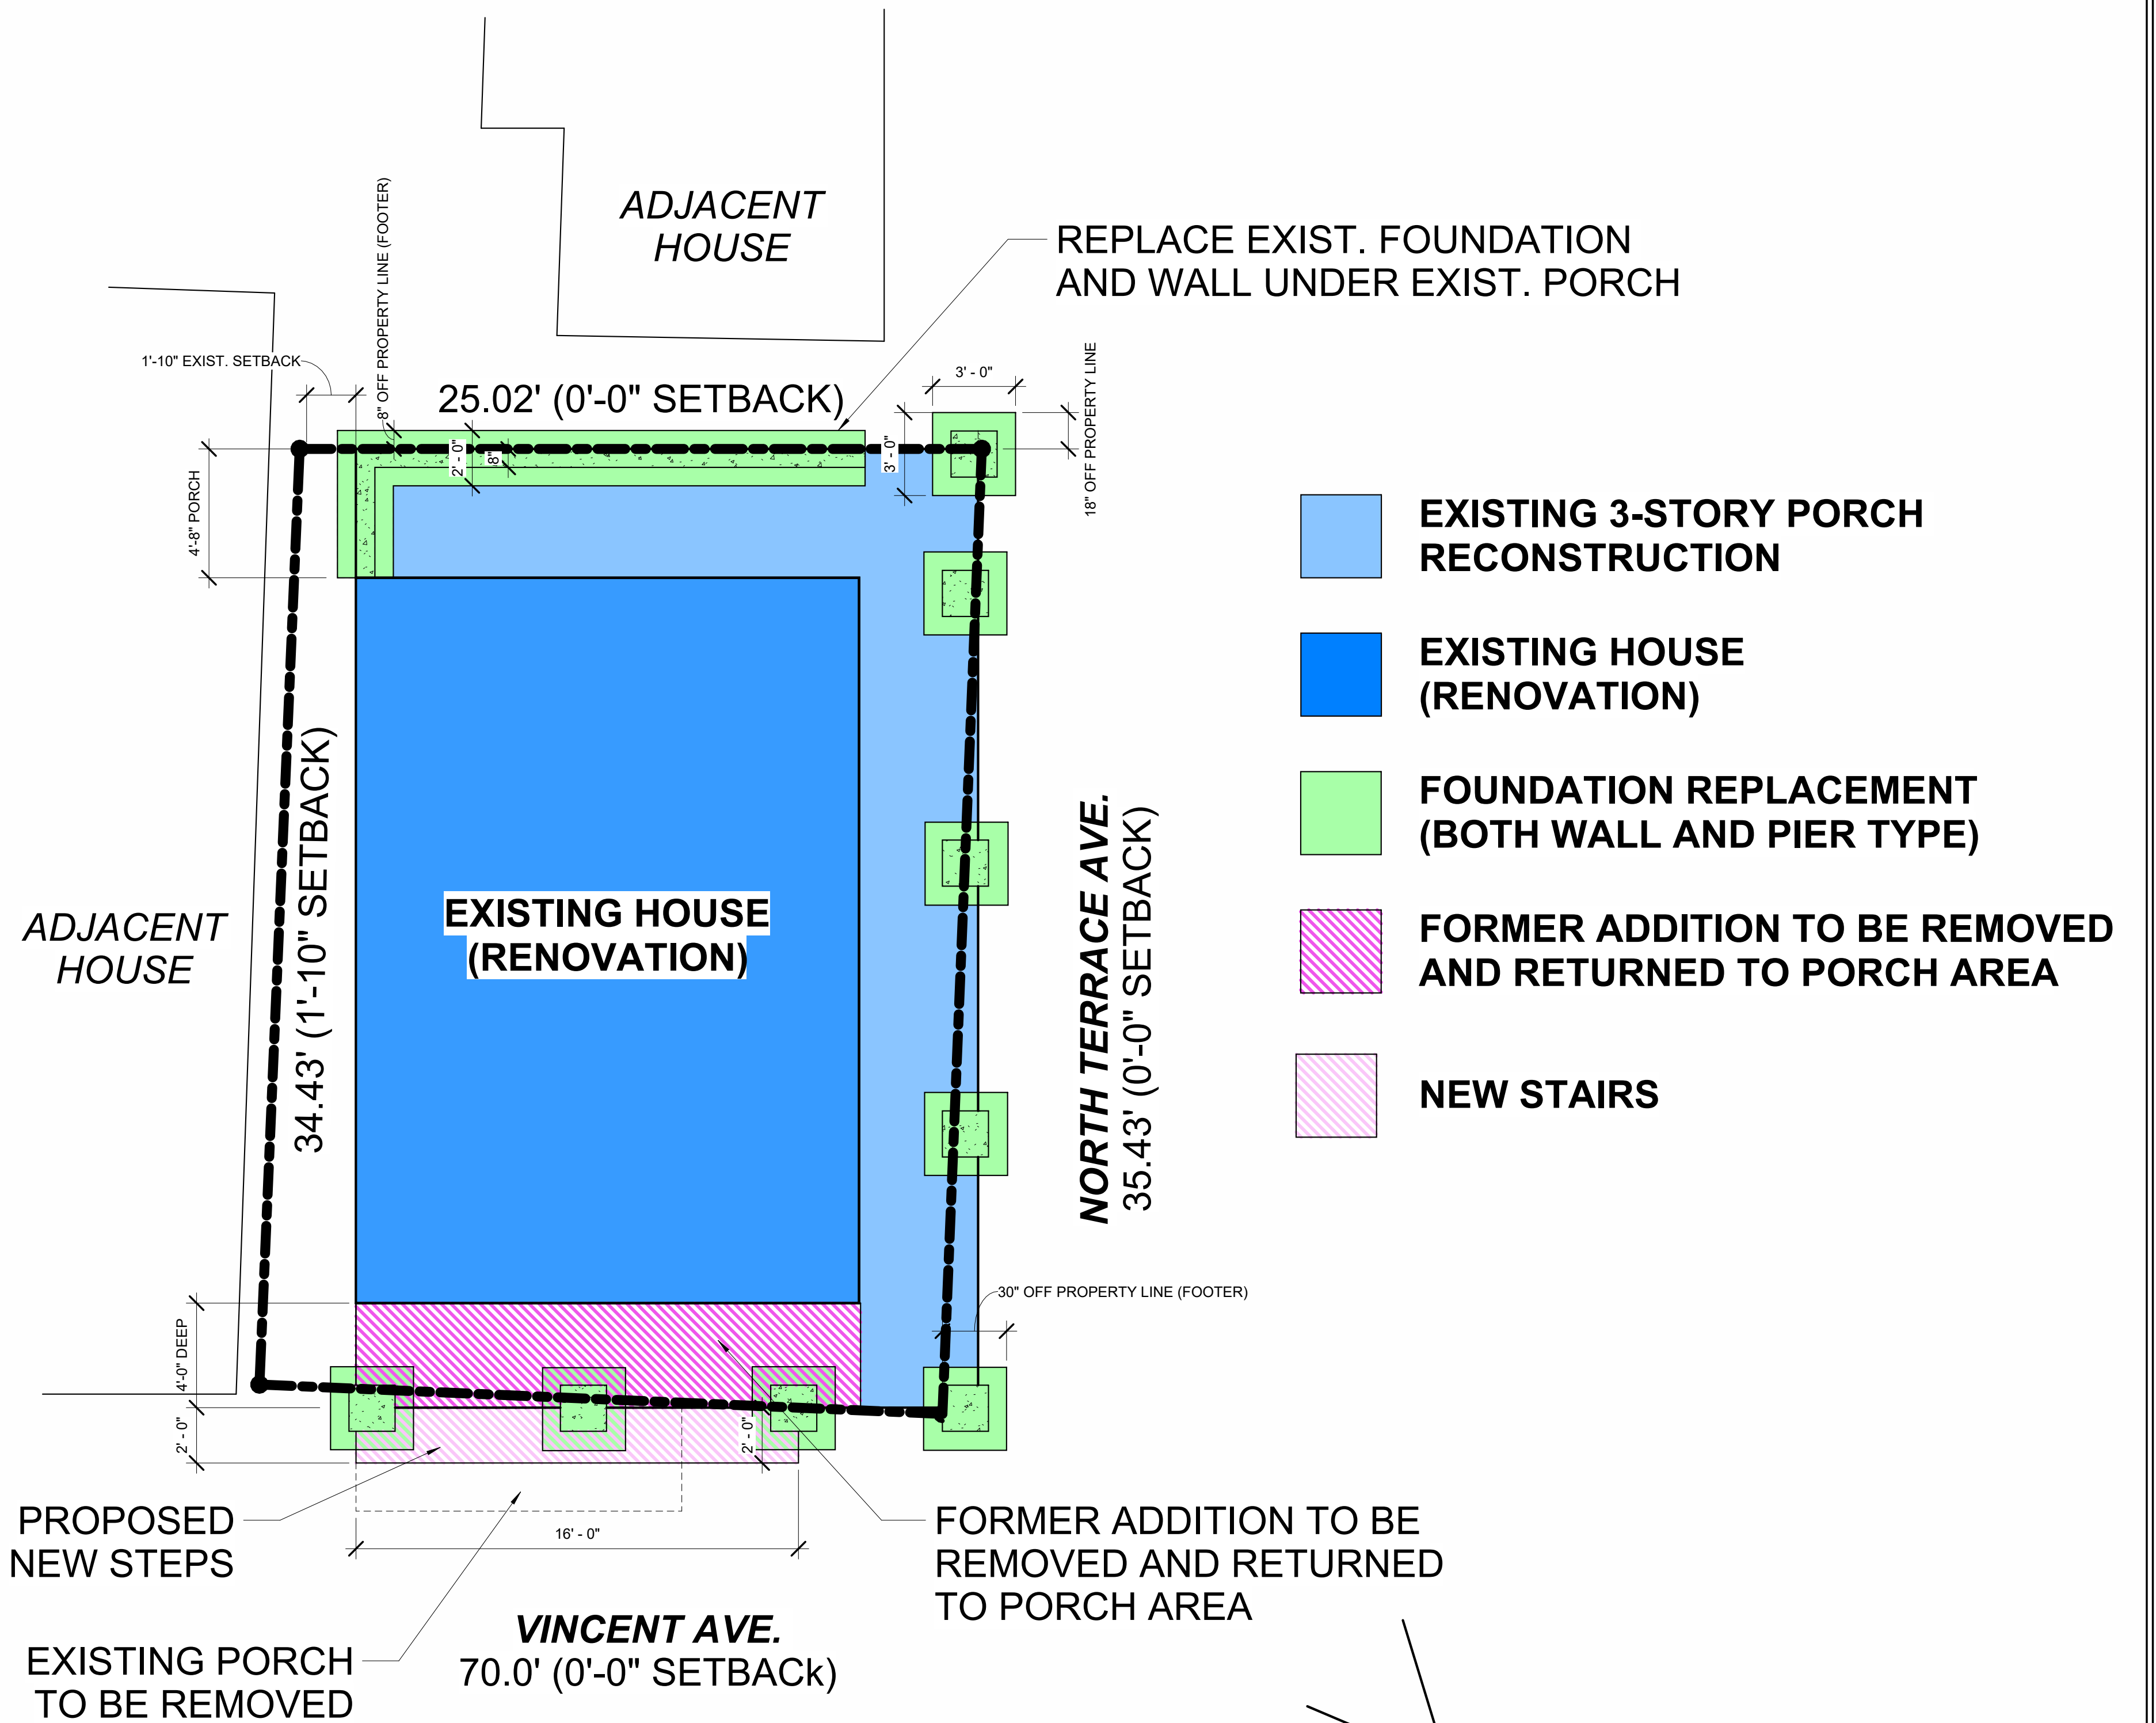 ADJACENT
HOUSE
REPLACE EXIST. FOUNDATION
AND WALL UNDER EXIST. PORCH
8" OFF PROPERTY LINE (FOOTER)
1'-10" EXIST. SETBACK
25.02' (0'-0" SETBACK)
3' - 0"
18" OFF PROPERTY LINE
3' - 0"
2' - 0"
8"
4'-8" PORCH
EXISTING 3-STORY PORCH
RECONSTRUCTION
EXISTING HOUSE
(RENOVATION)
FOUNDATION REPLACEMENT
(BOTH WALL AND PIER TYPE)
FORMER ADDITION TO BE REMOVED
AND RETURNED TO PORCH AREA
NEW STAIRS
34.43' (1'-10" SETBACK)
ADJACENT
HOUSE
EXISTING HOUSE
(RENOVATION)
NORTH TERRACE AVE.
35.43' (0'-0" SETBACK)
30" OFF PROPERTY LINE (FOOTER)
4'-0" DEEP
2' - 0"
2' - 0"
PROPOSED
NEW STEPS
16' - 0"
FORMER ADDITION TO BE
REMOVED AND RETURNED
TO PORCH AREA
EXISTING PORCH
TO BE REMOVED
VINCENT AVE.
70.0' (0'-0" SETBACk)